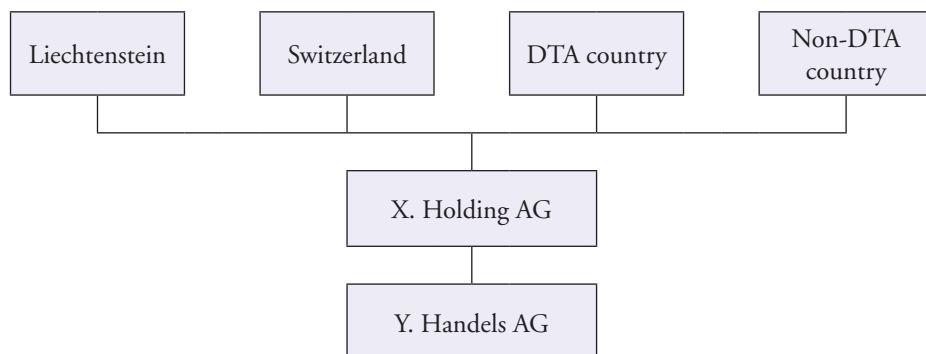 Liechtenstein
Switzerland
DTA country
Non-DTA
country
X. Holding AG
Y. Handels AG